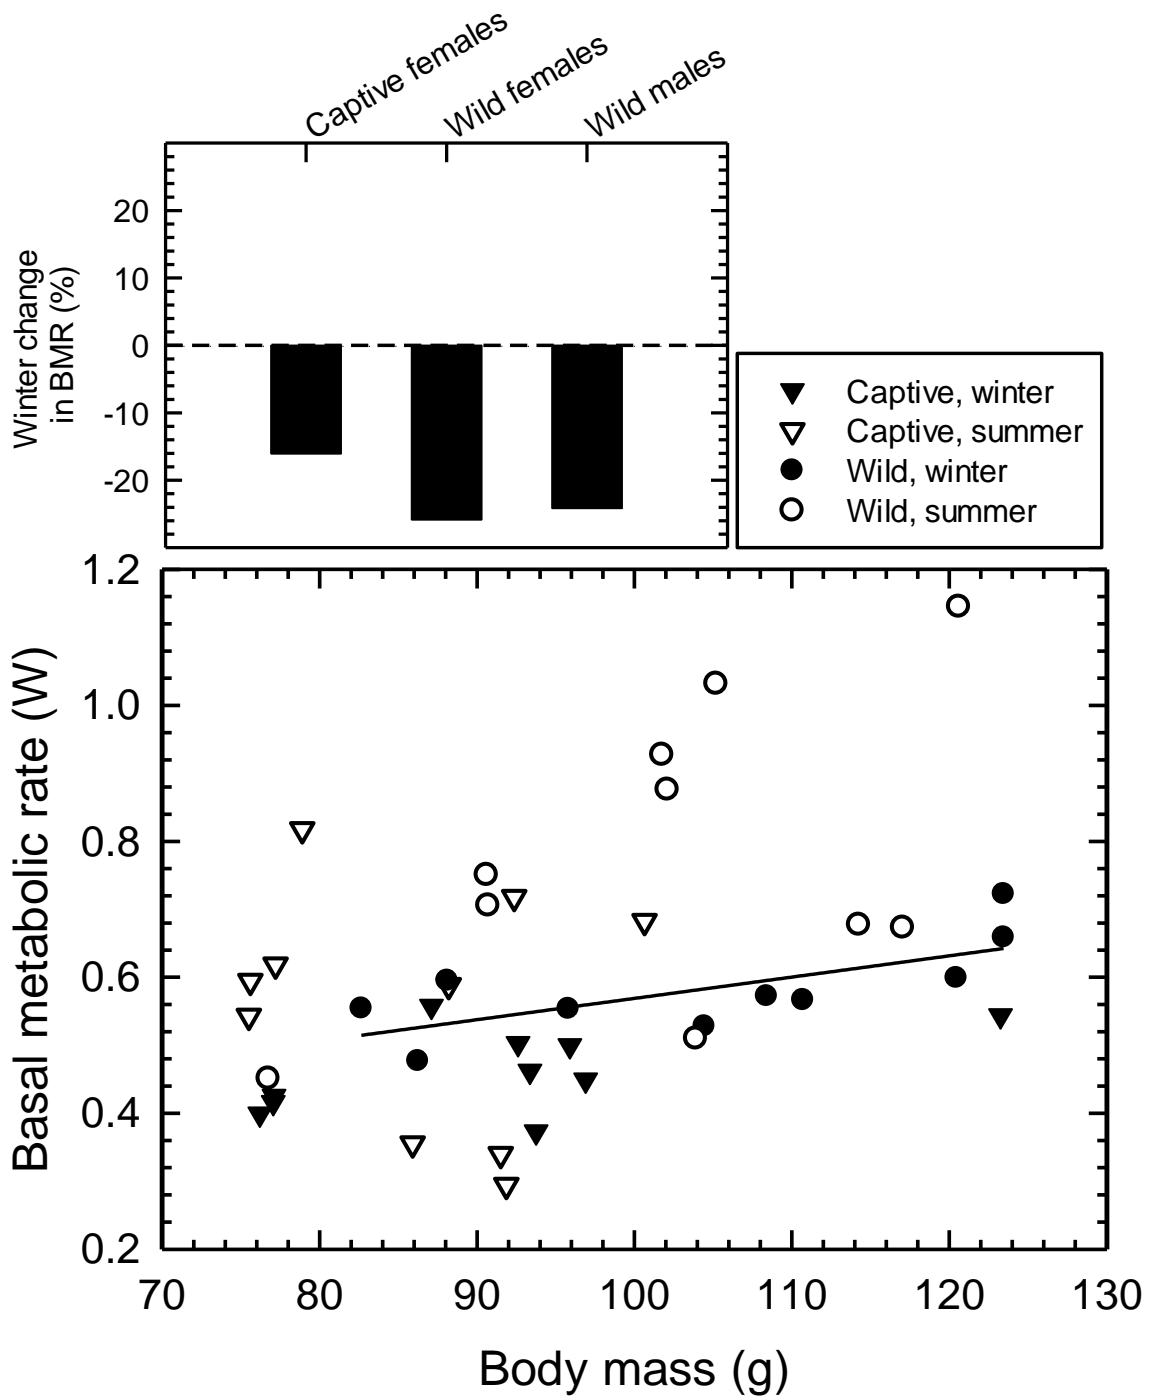 Captive females
Wild females
Wild males
Winter change
in BMR (%)
20
10
0
-10
-20
Captive, winter
Captive, summer
Wild, winter
Wild, summer
Basal metabolic rate (W)
1.2
1.0
0.8
0.6
0.4
0.2
70 80 90 100 110 120 130
Body mass (g)